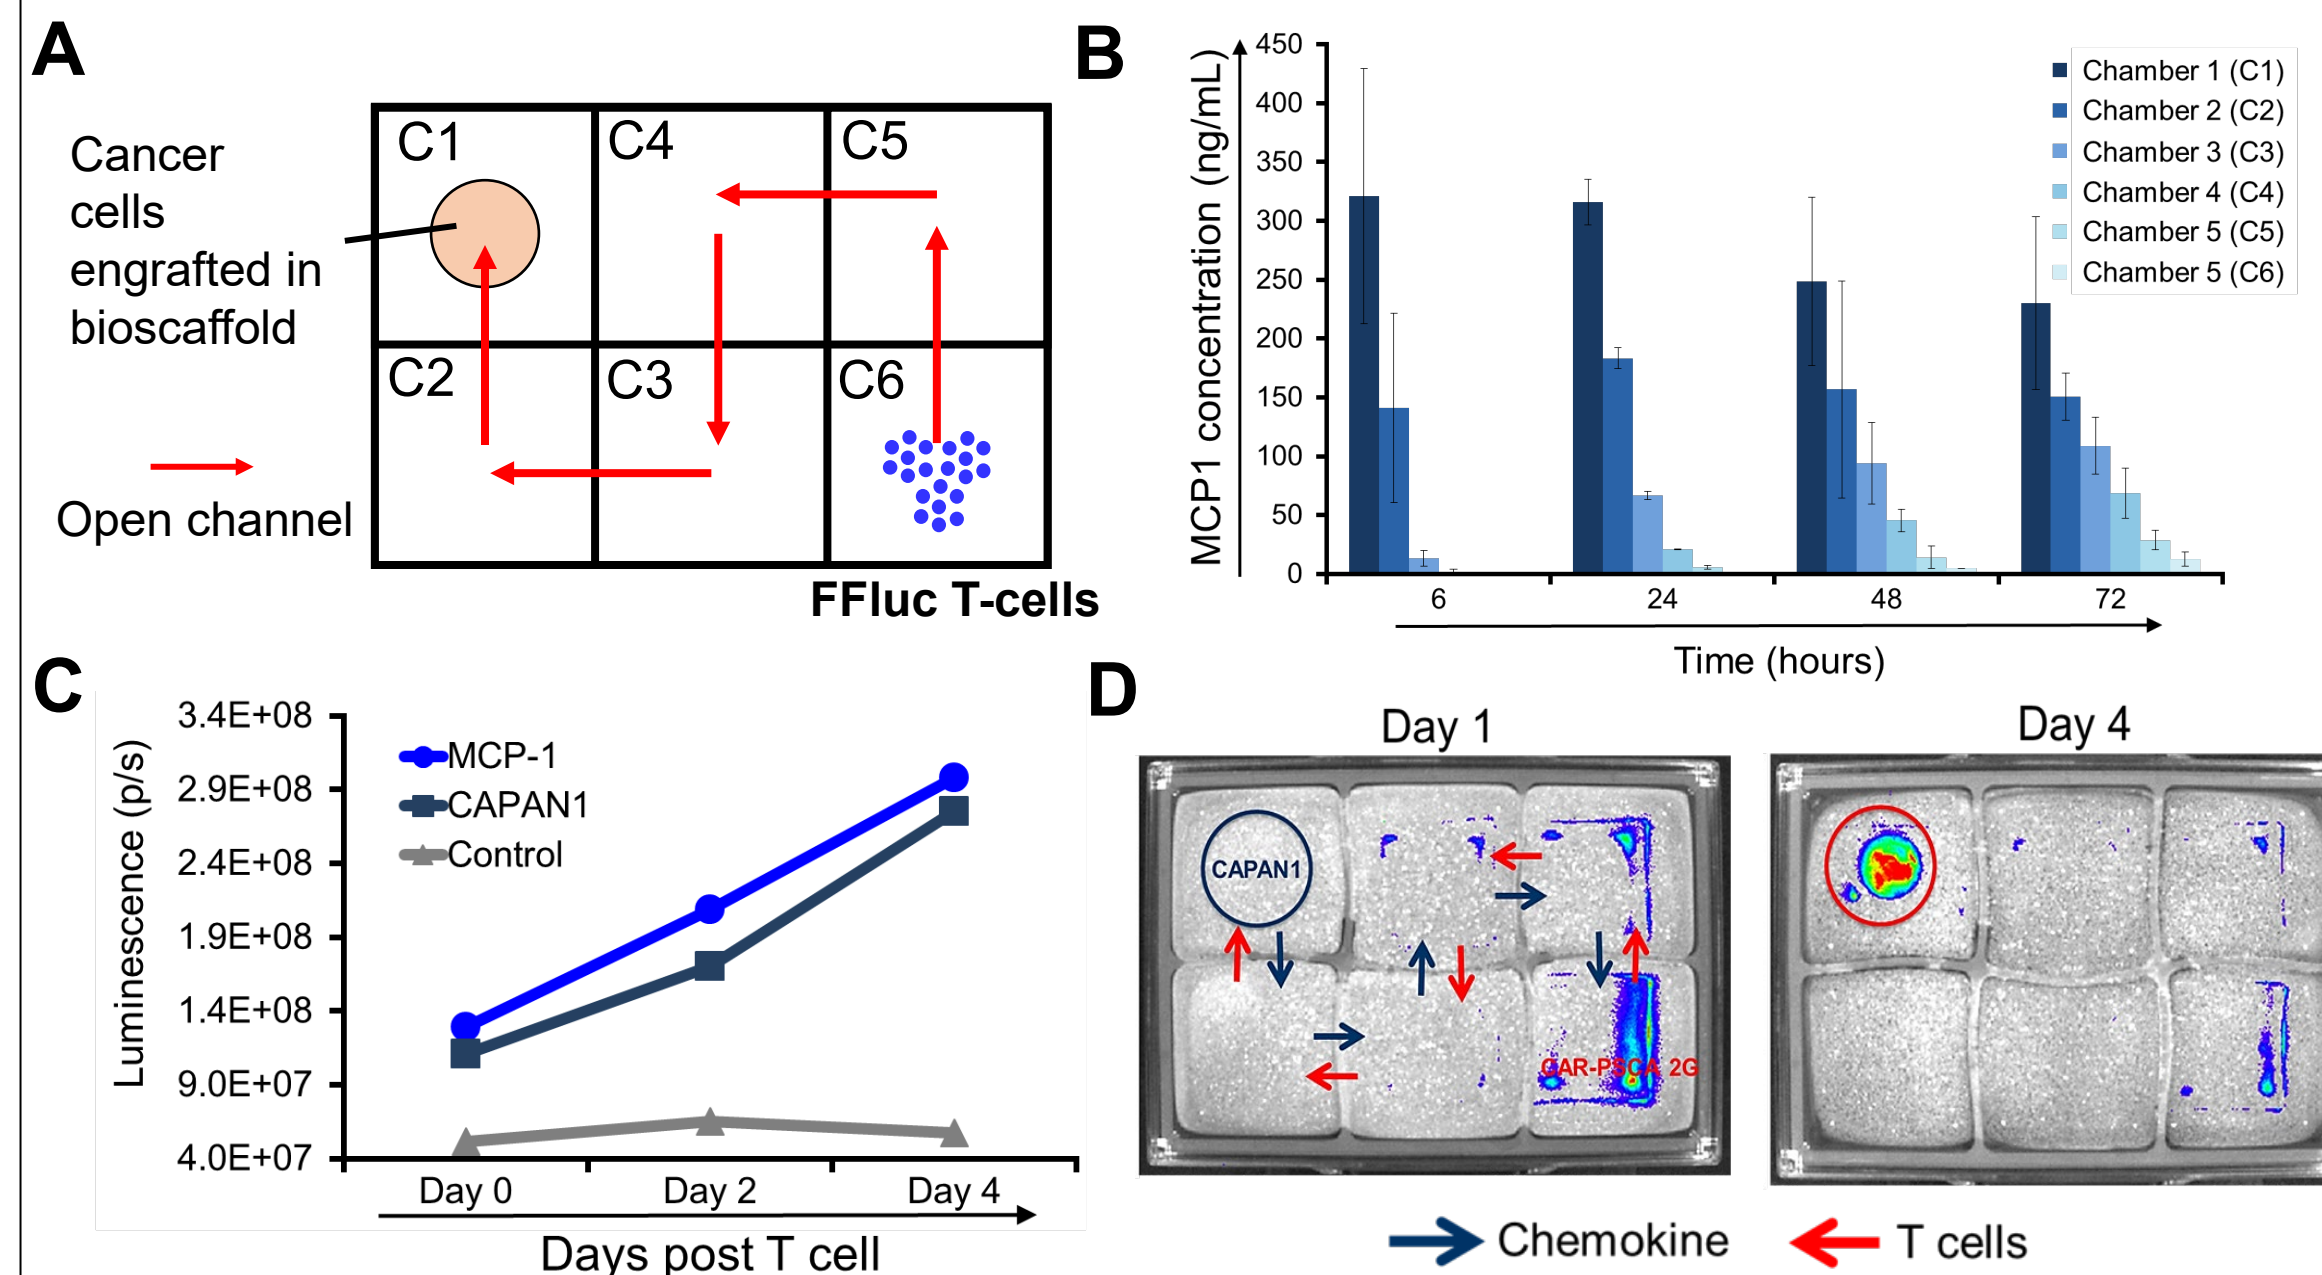 A
Cancer
cells
engrafted in
bioscaffold
Open channel
C1
C4
C5
C2
C3
C6
FFluc T-cells
B
MCP1 concentration (ng/mL)
450
400
350
300
250
200
150
100
50
0
6
24
48
72
Time (hours)
Chamber 1 (C1)
Chamber 2 (C2)
Chamber 3 (C3)
Chamber 4 (C4)
Chamber 5 (C5)
Chamber 5 (C6)
C
Luminescence (p/s)
3.4E+08
2.9E+08
2.4E+08
1.9E+08
1.4E+08
9.0E+07
4.0E+07
MCP-1
CAPAN1
Control
Day 0
Day 2
Day 4
Days post T cell
D
Day 1
Day 4
CAPAN1
CAR-PSCA 2G
Chemokine
T cells